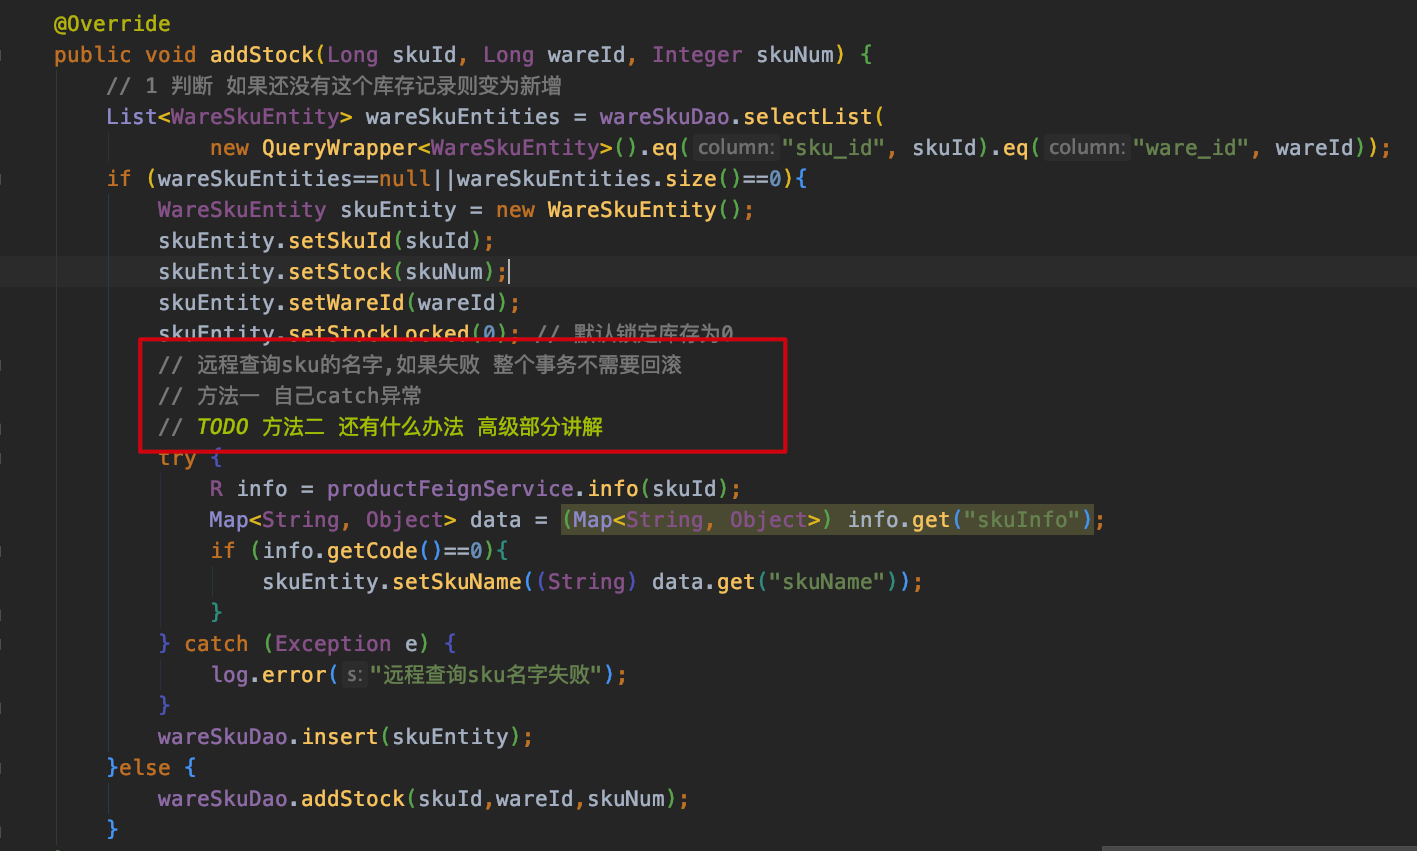 @Override
public void addStock(Long skuId, Long wareId, Integer skuNum) {
// 1 判断 如果还没有这个库存记录则变为新增
List<WareSkuEntity> wareSkuEntities = wareSkuDao.selectList(
new QueryWrapper<WareSkuEntity>().eq( column: "sku_id", skuId).eq( column: "ware_id", wareId));
if (wareSkuEntities==null||wareSkuEntities.size()==0){
WareSkuEntity skuEntity = new WareSkuEntity();
skuEntity.setSkuId(skuId);
skuEntity.setStock(skuNum);
skuEntity.setWareId(wareId);
skuEntity.setStockLocked(0); // 默认锁定库存为0
// 远程查询sku的名字,如果失败 整个事务不需要回滚
// 方法一 自己catch异常
// TODO 方法二 还有什么办法 高级部分讲解
try {
R info = productFeignService.info(skuId);
Map<String, Object> data = (Map<String, Object>) info.get("skuInfo");
if (info.getCode()==0){
skuEntity.setSkuName((String) data.get("skuName"));
}
} catch (Exception e) {
log.error( s: "远程查询sku名字失败");
}
wareSkuDao.insert(skuEntity);
}else {
wareSkuDao.addStock(skuId,wareId,skuNum);
}